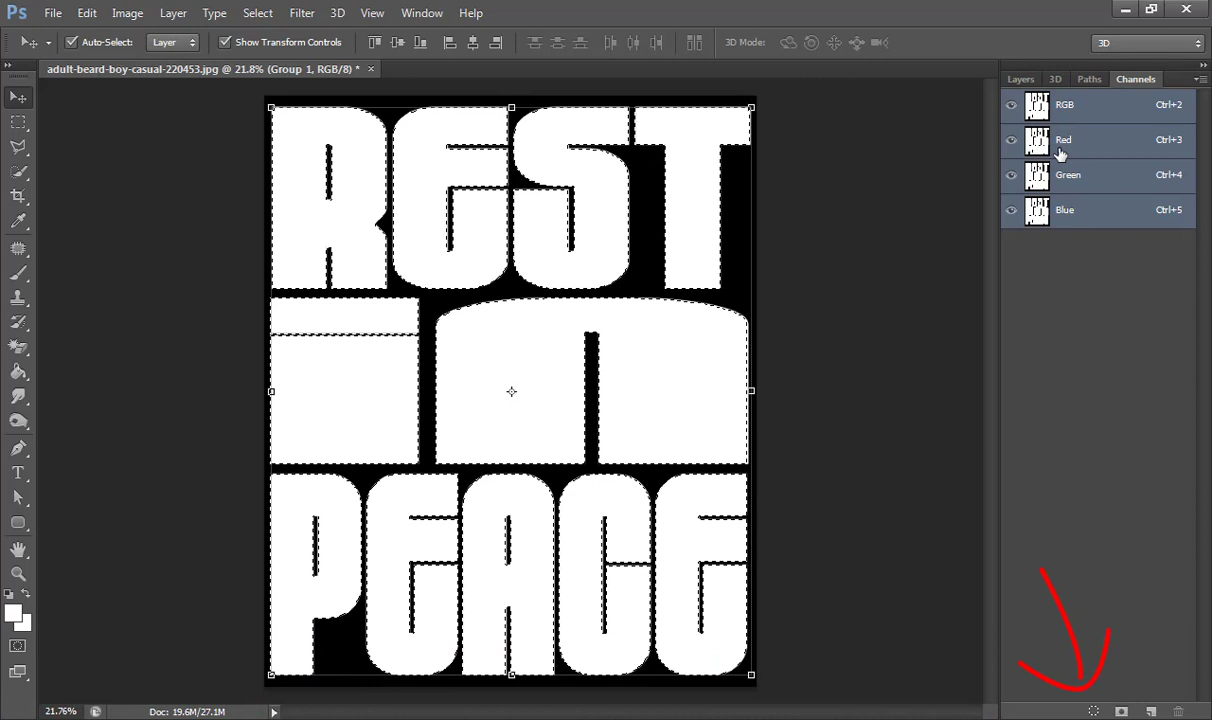 Ps File Edit Image Layer Type Select Filter 3D View Window Help
Auto-Select: Layer Show Transform Controls 3D Mode: 3D
adult-beard-boy-casual-220453.jpg @ 21.8% (Group 1, RGB/8) * ×
Layers 3D Paths Channels
RGB Ctrl+2
Red Ctrl+3
Green Ctrl+4
Blue Ctrl+5
REST
IN
PEACE
T
21.76% Doc: 19.6M/27.1M